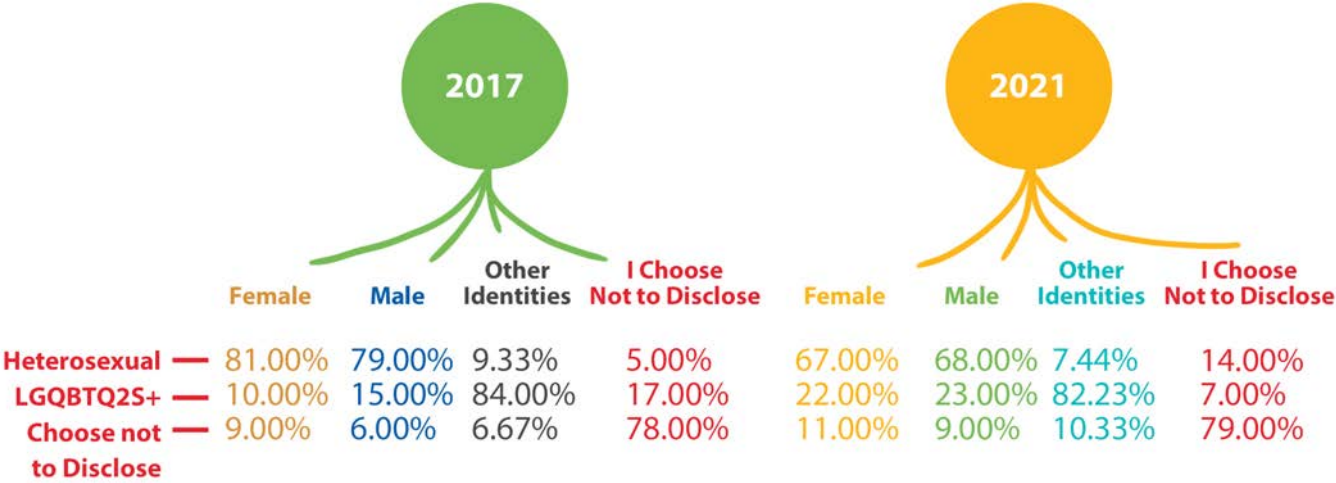 2017 2021
Other I Choose Other I Choose
Female Male Identities Not to Disclose Female Male Identities Not to Disclose
Heterosexual 81.00% 79.00% 9.33% 5.00% 67.00% 68.00% 7.44% 14.00%
LGQBTQ2S+ 10.00% 15.00% 84.00% 17.00% 22.00% 23.00% 82.23% 7.00%
Choose not 9.00% 6.00% 6.67% 78.00% 11.00% 9.00% 10.33% 79.00%
to Disclose